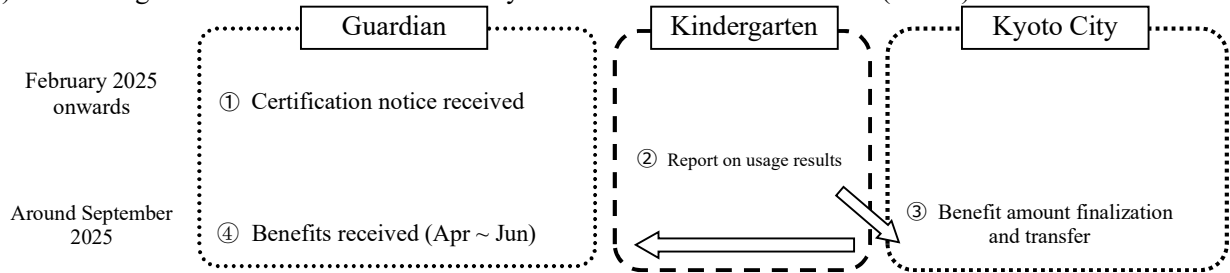 Guardian
Kindergarten
Kyoto City
February 2025
onwards
① Certification notice received
② Report on usage results
Around September
2025
③ Benefit amount finalization
and transfer
④ Benefits received (Apr ~ Jun)